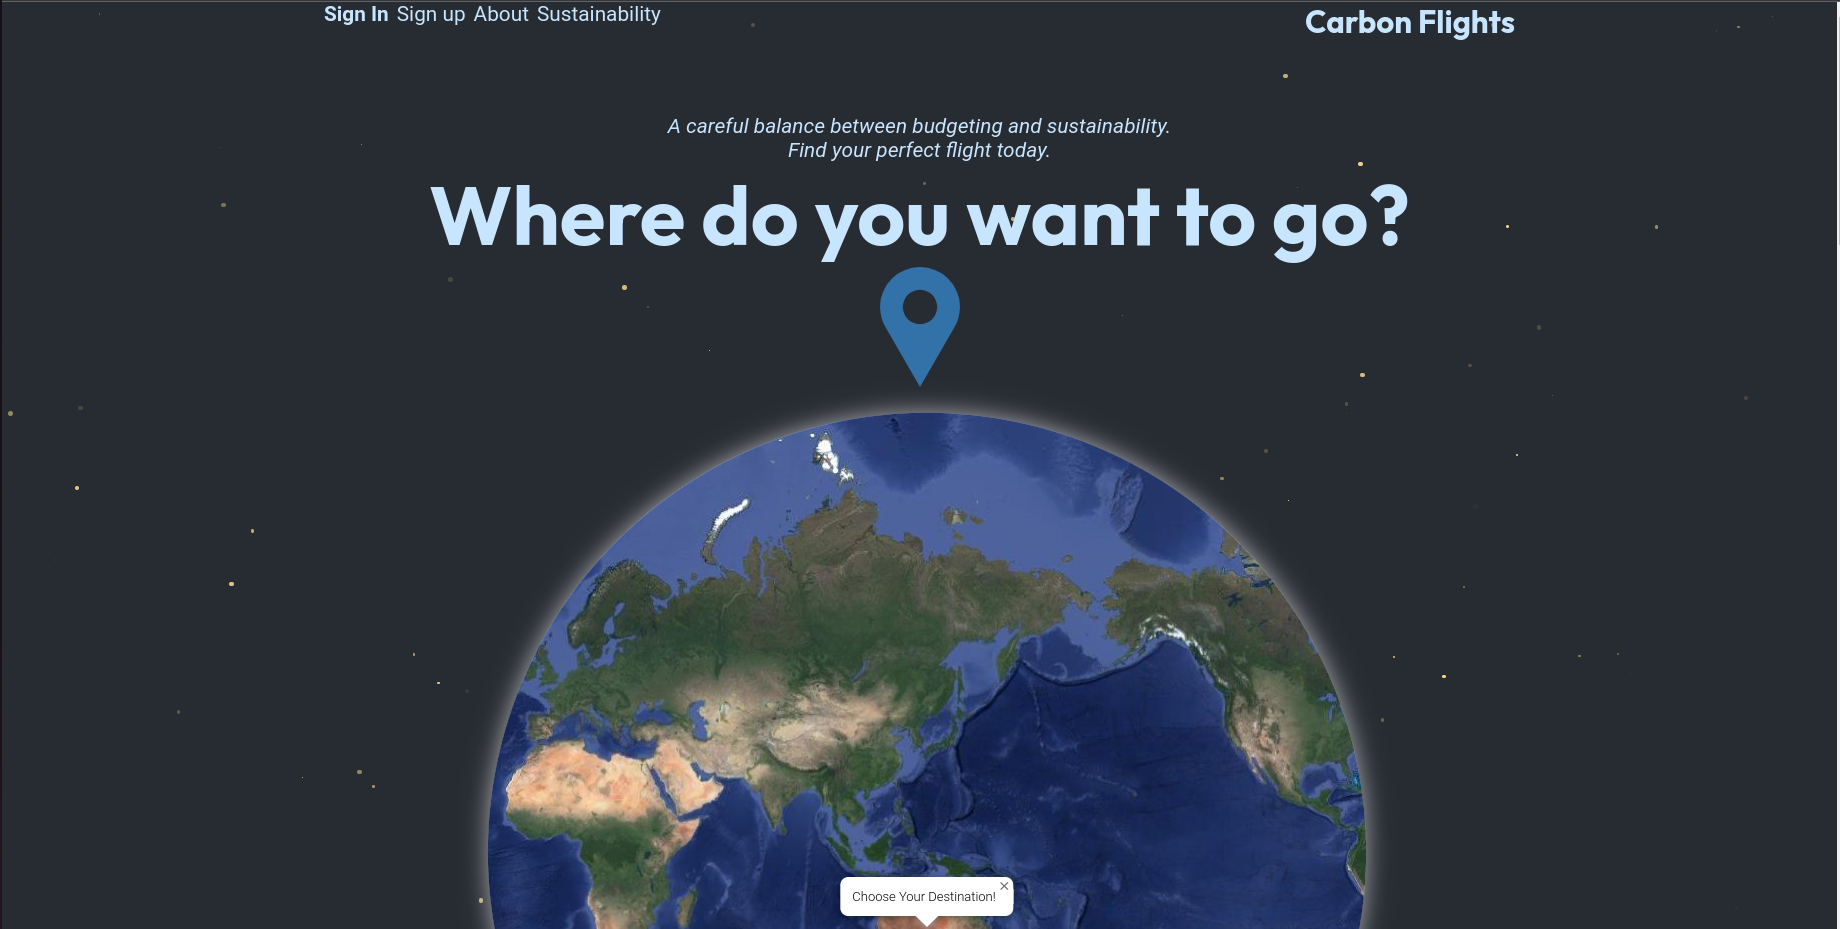 Sign In Sign up About Sustainability
Carbon Flights
A careful balance between budgeting and sustainability.
Find your perfect flight today.
Where do you want to go?
Choose Your Destination!